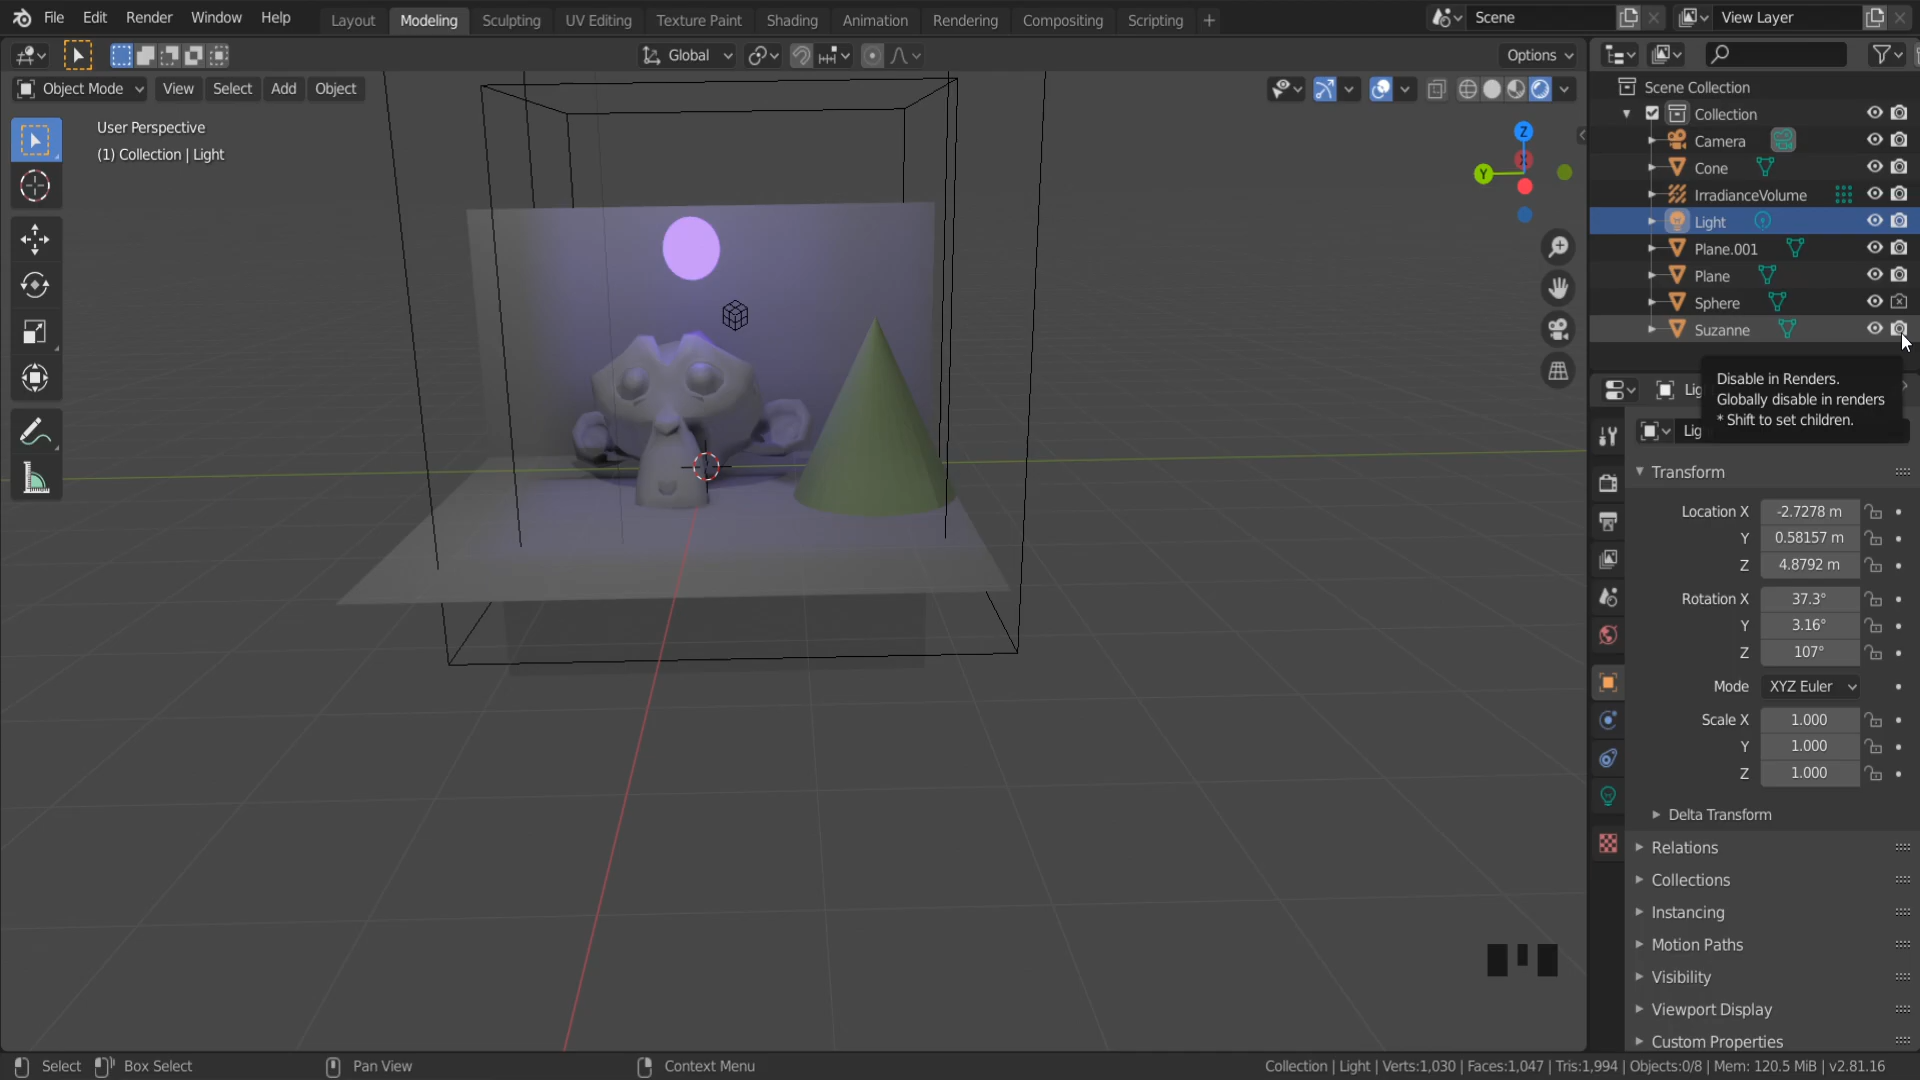 File Edit Render Window Help Layout Modeling Sculpting UV Editing Texture Paint Shading Animation Rendering Compositing Scripting + Scene View Layer
Global Options
Object Mode View Select Add Object
User Perspective
(1) Collection | Light
Z
X
Y
Scene Collection
Collection
Camera
Cone
IrradianceVolume
Light
Plane.001
Plane
Sphere
Suzanne
Disable in Renders.
Globally disable in renders
* Shift to set children.
Lig
Lig
Transform
Location X -2.7278 m
Y 0.58157 m
Z 4.8792 m
Rotation X 37.3°
Y 3.16°
Z 107°
Mode XYZ Euler
Scale X 1.000
Y 1.000
Z 1.000
Delta Transform
Relations
Collections
Instancing
Motion Paths
Visibility
Viewport Display
Custom Properties
Select Box Select Pan View Context Menu Collection | Light | Verts:1,030 | Faces:1,047 | Tris:1,994 | Objects:0/8 | Mem: 120.5 MiB | v2.81.16